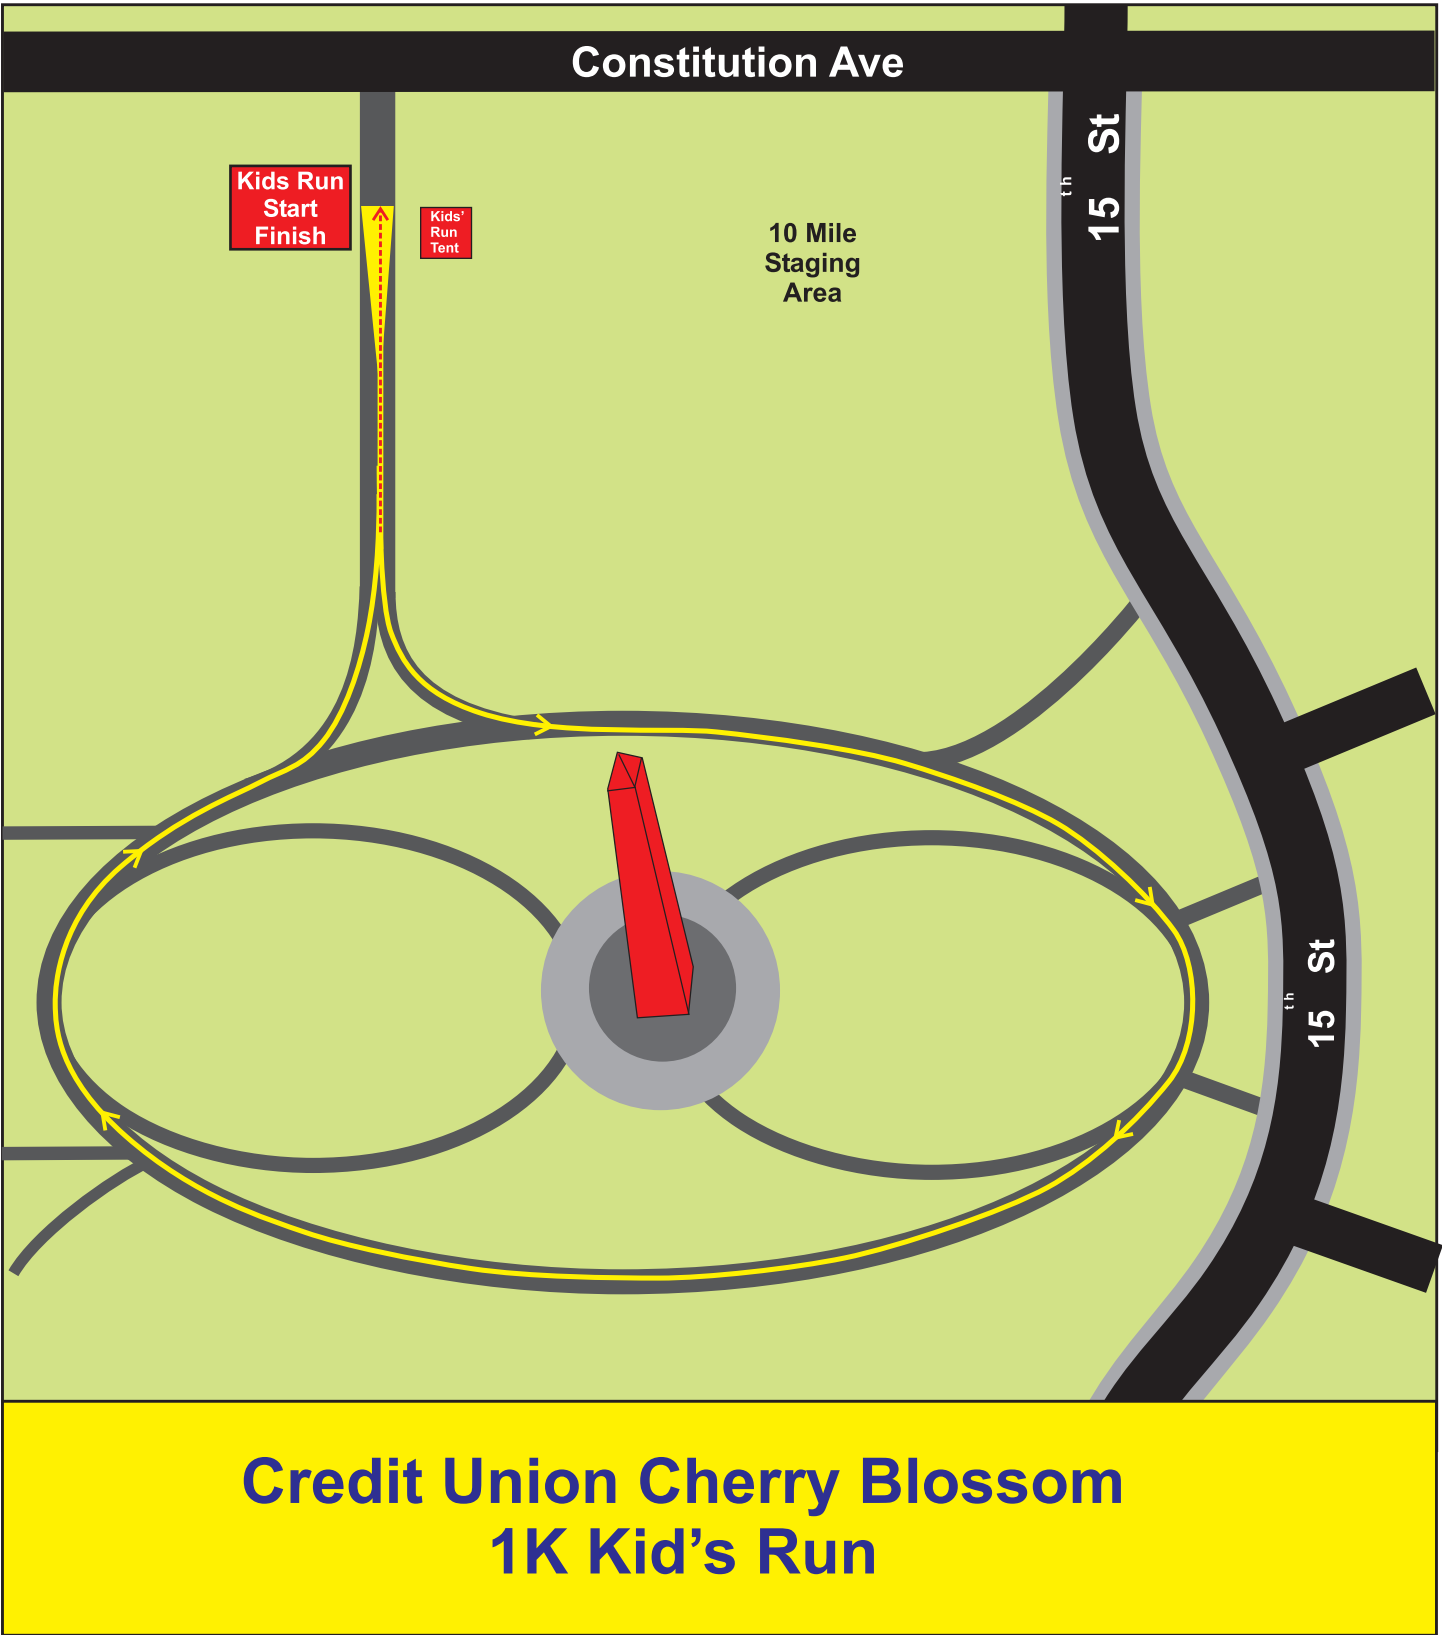 Constitution Ave
15th St
Kids Run
Start
Finish
Kids’
Run
Tent
10 Mile
Staging
Area
15th St
Credit Union Cherry Blossom
1K Kid’s Run